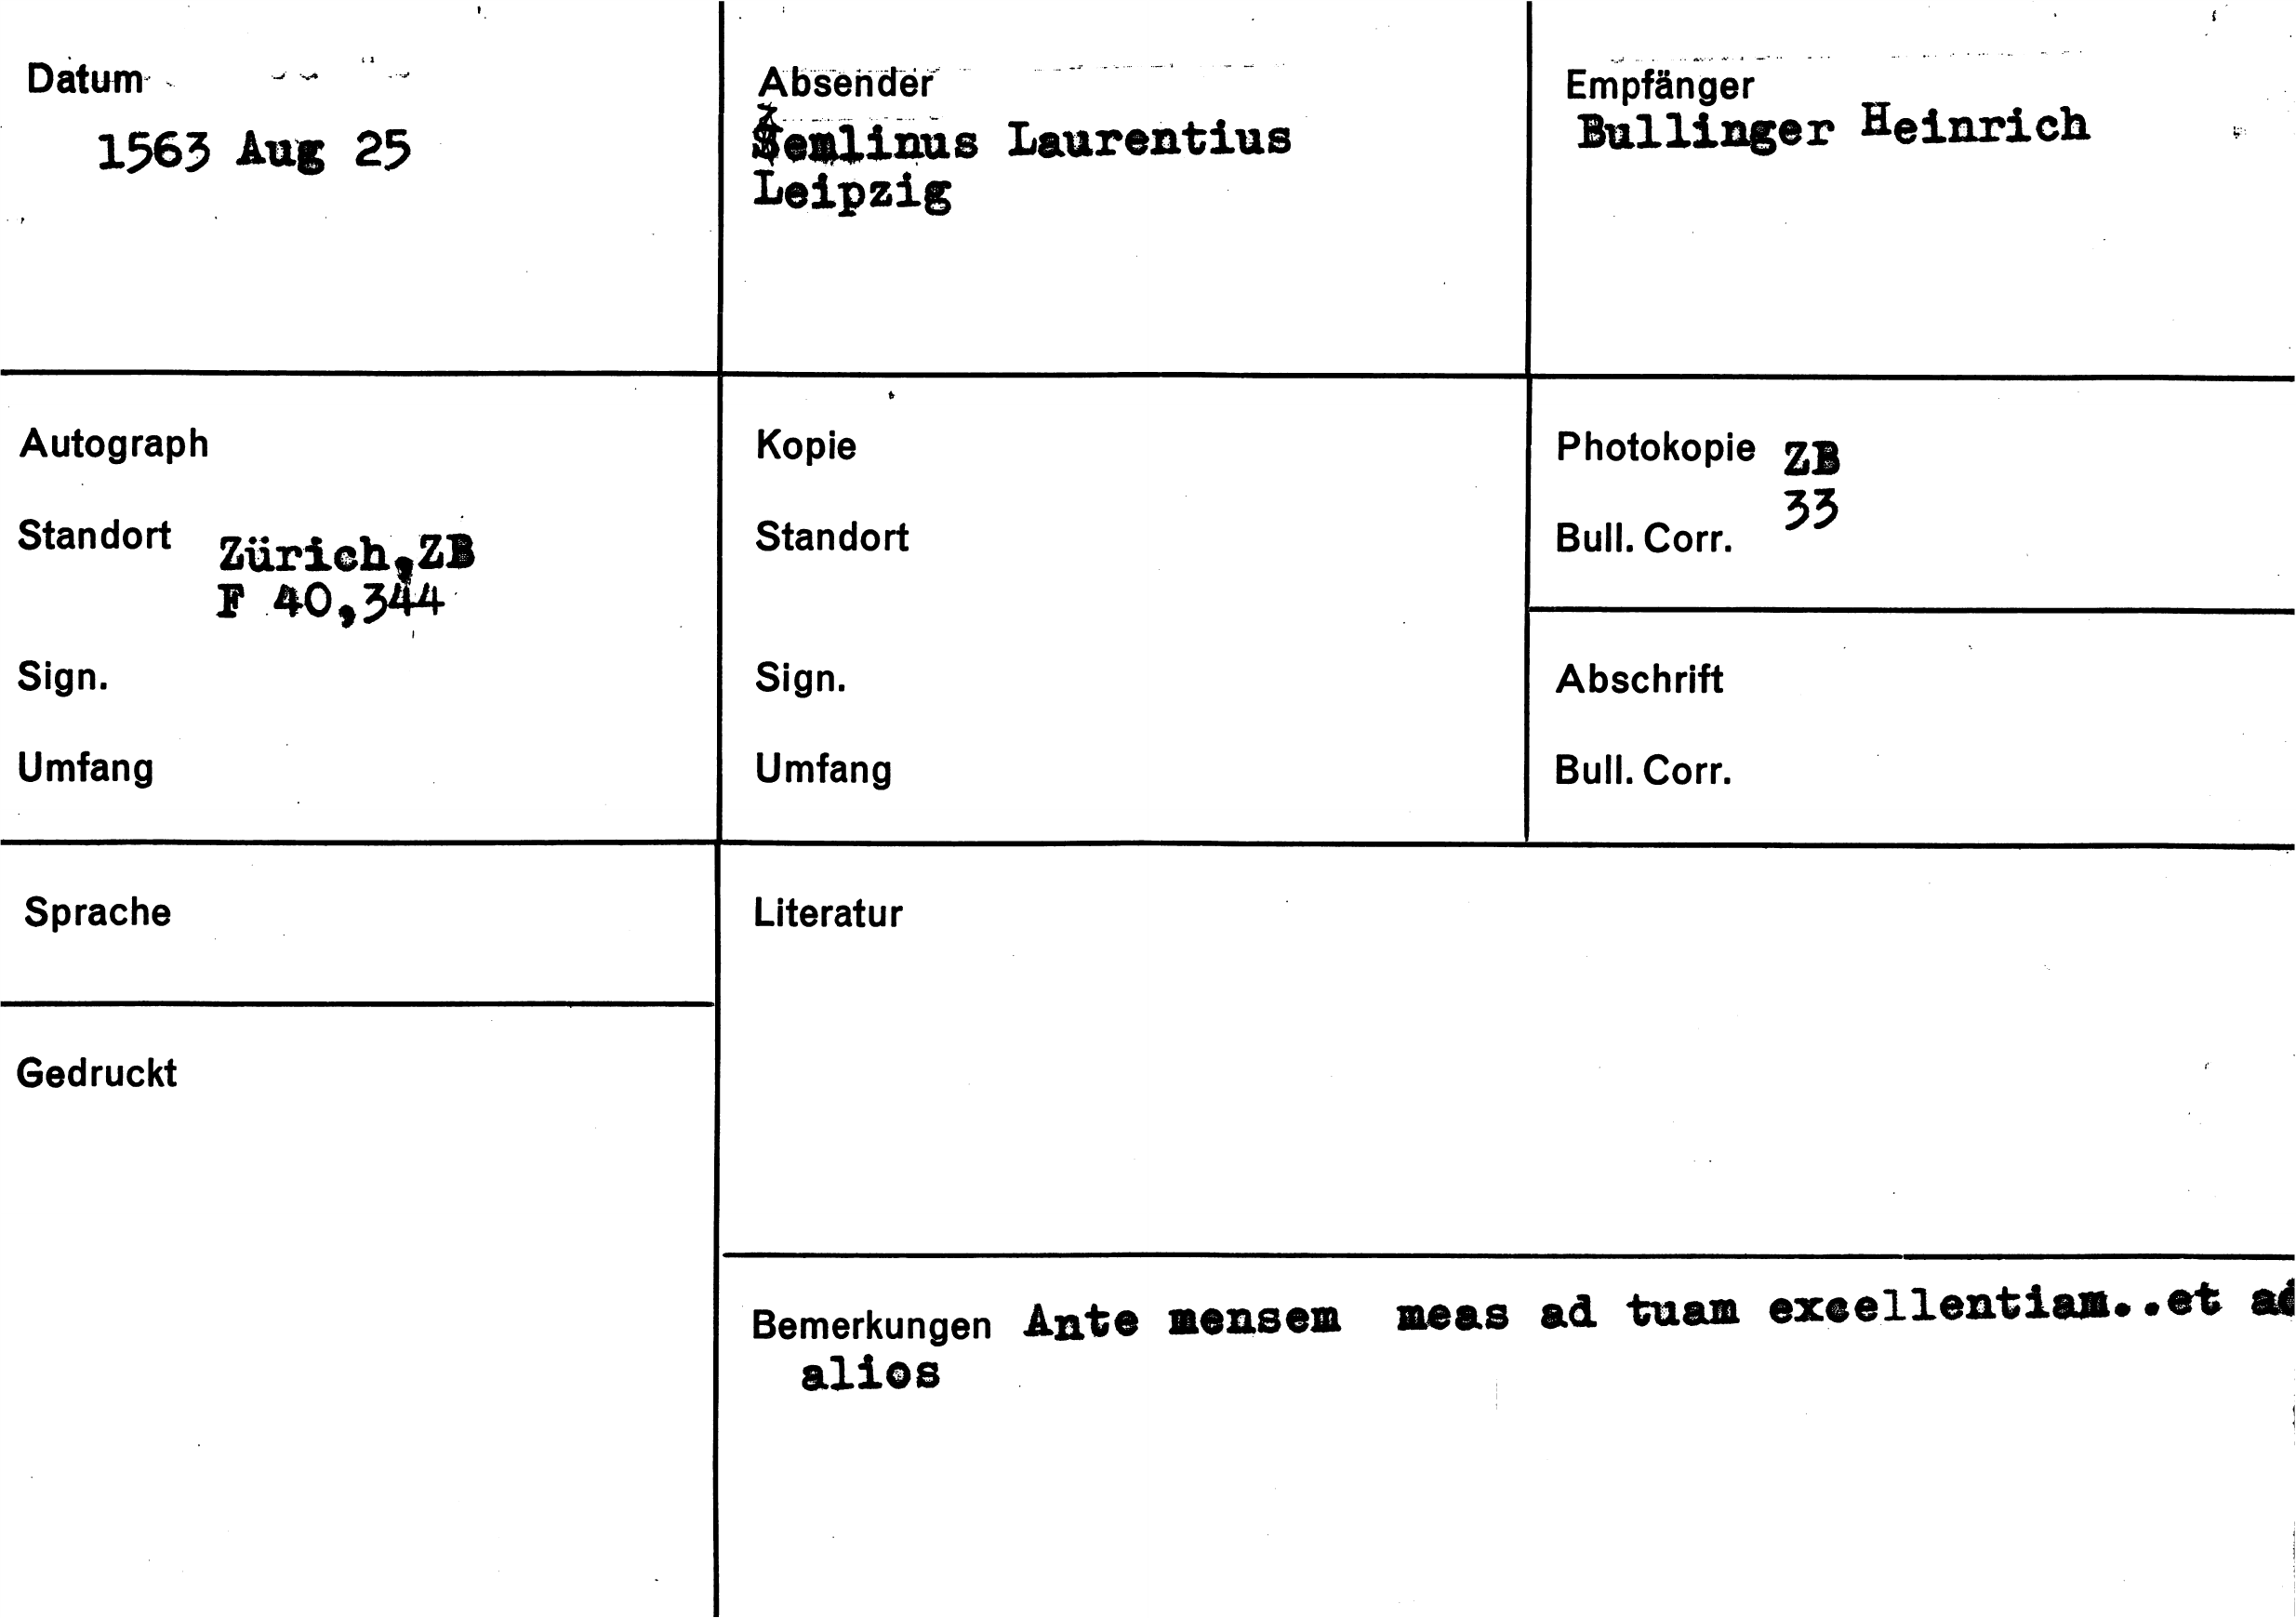 Datum
1563 Aug 25
Absender
Zemlinus Laurentius
Leipzig
Empfänger
Bullinger Heinrich
Autograph
Standort Zürich,ZB
F 40,344
Sign.
Umfang
Kopie
Standort
Sign.
Umfang
Photokopie ZB
33
Bull. Corr.
Abschrift
Bull. Corr.
Sprache
Gedruckt
Literatur
Bemerkungen Ante mensem meas ad tuam excellentiam..et ad
alios